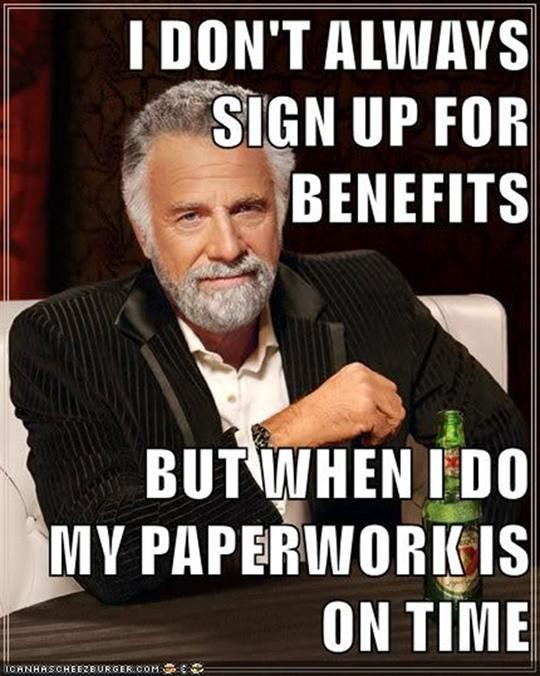 I DON'T ALWAYS
SIGN UP FOR
BENEFITS
BUT WHEN I DO
MY PAPERWORK IS
ON TIME
ICANHASCHEEZBURGER.COM